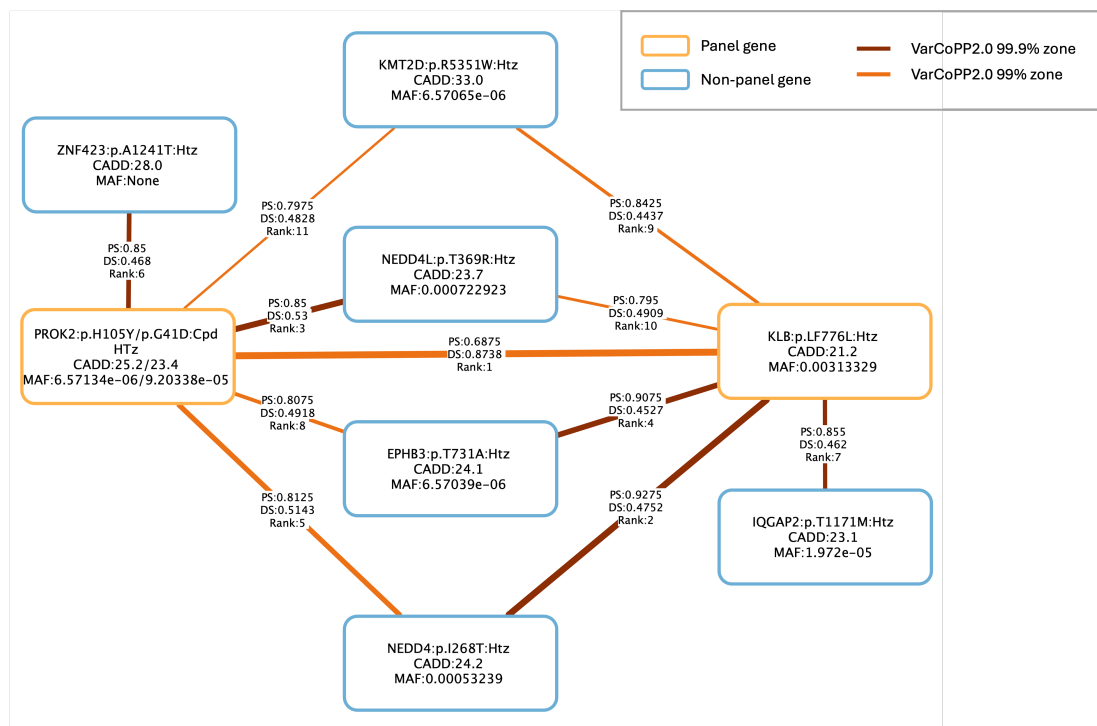 Panel gene
VarCoPP2.0 99.9% zone
Non-panel gene
VarCoPP2.0 99% zone
KMT2D:p.R5351W:Htz
CADD:33.0
MAF:6.57065e-06
ZNF423:p.A1241T:Htz
CADD:28.0
MAF:None
PS:0.7975
DS:0.4828
Rank:11
PS:0.8425
DS:0.4437
Rank:9
PS:0.85
DS:0.468
Rank:6
NEDD4L:p.T369R:Htz
CADD:23.7
MAF:0.000722923
PS:0.85
DS:0.53
Rank:3
PS:0.795
DS:0.4909
Rank:10
PROK2:p.H105Y/p.G41D:Cpd
HTz
CADD:25.2/23.4
MAF:6.57134e-06/9.20338e-05
PS:0.6875
DS:0.8738
Rank:1
KLB:p.LF776L:Htz
CADD:21.2
MAF:0.00313329
PS:0.8075
DS:0.4918
Rank:8
PS:0.9075
DS:0.4527
Rank:4
EPHB3:p.T731A:Htz
CADD:24.1
MAF:6.57039e-06
PS:0.855
DS:0.462
Rank:7
PS:0.8125
DS:0.5143
Rank:5
PS:0.9275
DS:0.4752
Rank:2
IQGAP2:p.T1171M:Htz
CADD:23.1
MAF:1.972e-05
NEDD4:p.I268T:Htz
CADD:24.2
MAF:0.00053239